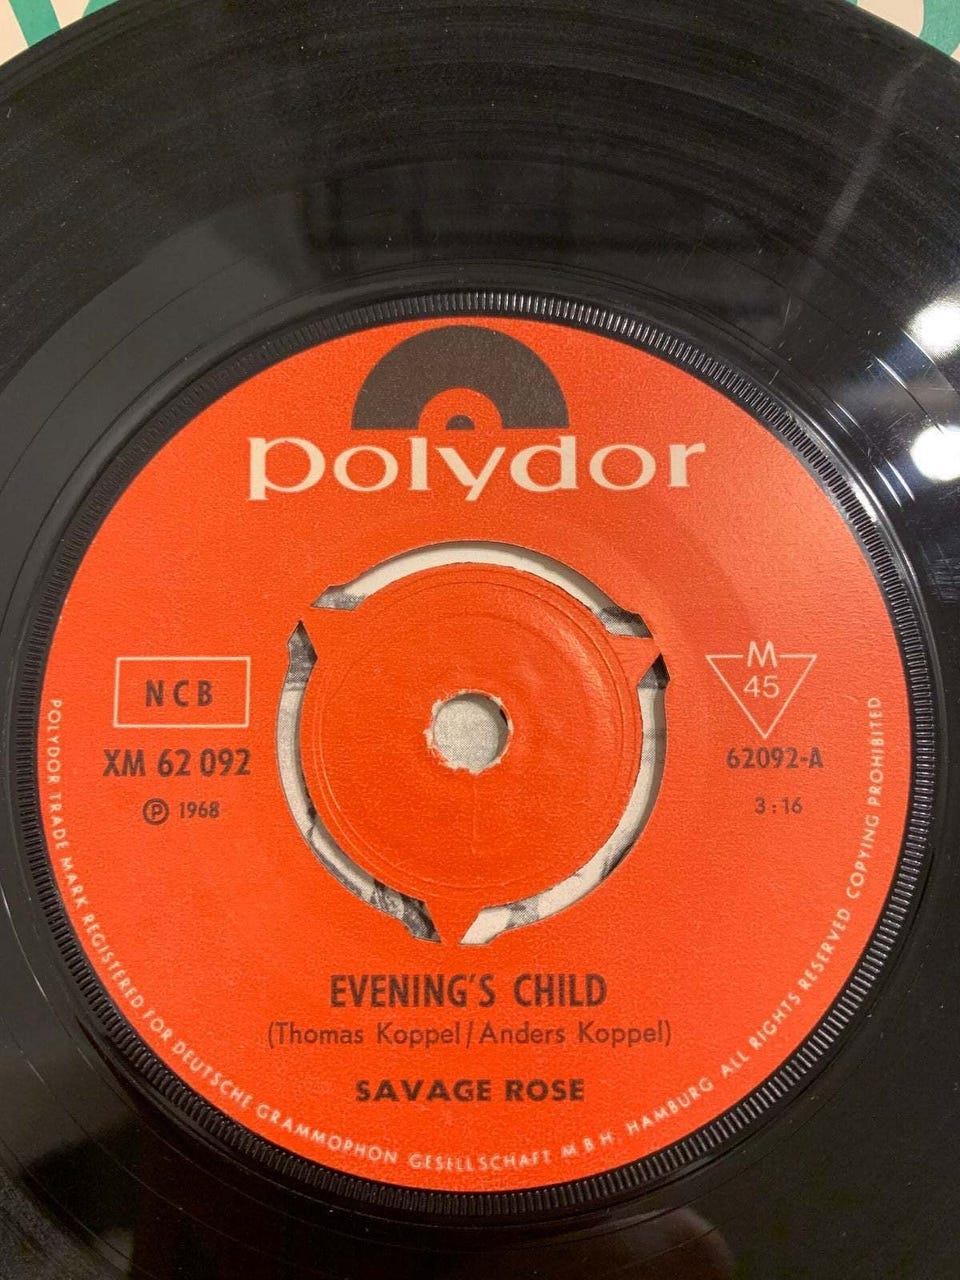 polydor
NCB
XM 62 092
Ⓟ 1968
M
45
62092-A
3:16
EVENING'S CHILD
(Thomas Koppel/Anders Koppel)
SAVAGE ROSE
POLYDOR TRADE MARK REGISTERED FOR DEUTSCHE GRAMMOPHON GESELLSCHAFT MBH, HAMBURG ALL RIGHTS RESERVED COPYING PROHIBITED